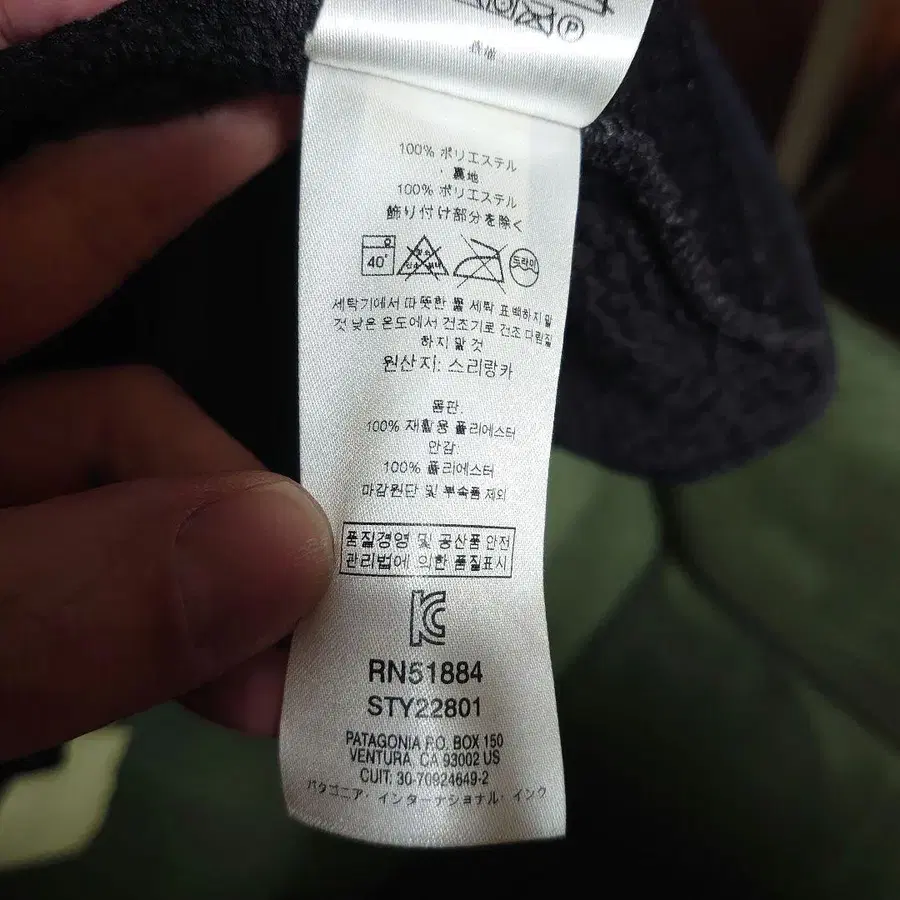 P
100% ポリエステル
・裏地
100% ポリエステル
飾り付け部分を除く
40° 드라이
세탁기에서 따뜻한 물 세탁 표백하지 말
것 낮은 온도에서 건조기로 건조 다림질
하지 말 것
원산지: 스리랑카
몸판:
100% 재활용 폴리에스터
안감:
100% 폴리에스터
마감원단 및 부속품 제외
품질경영 및 공산품 안전
관리법에 의한 품질표시
KC
RN51884
STY22801
PATAGONIA P.O. BOX 150
VENTURA, CA 93002 US
CUIT: 30-70924649-2
パタゴニア・インターナショナル・インク